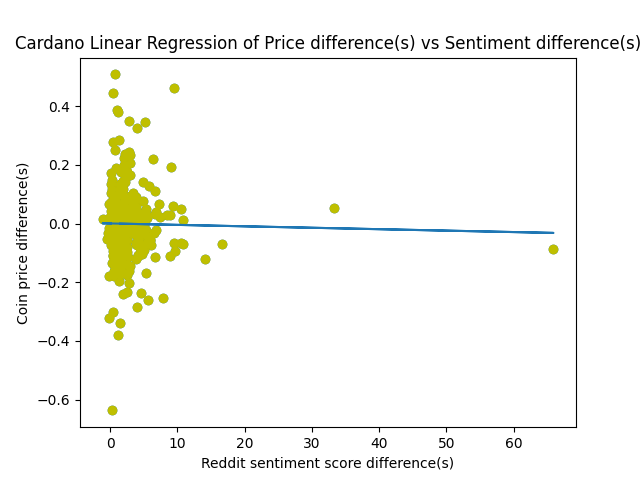 Cardano Linear Regression of Price difference(s) vs Sentiment difference(s)
0.4
0.2
0.0
−0.2
−0.4
−0.6
Coin price difference(s)
0 10 20 30 40 50 60
Reddit sentiment score difference(s)